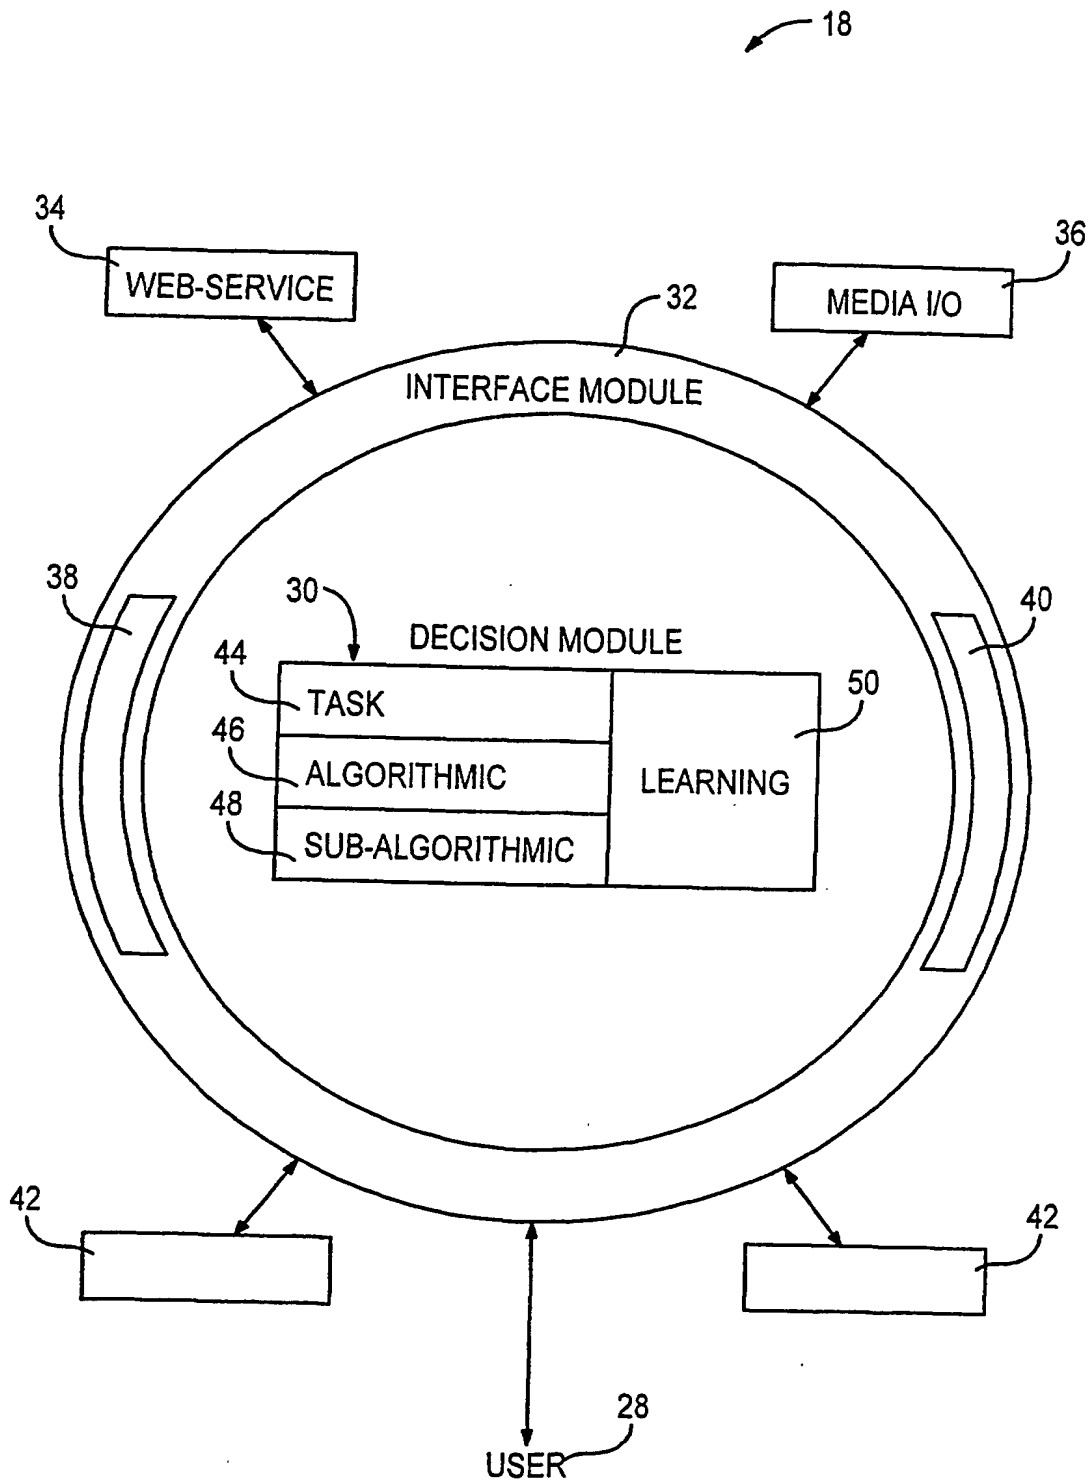 18
34
WEB-SERVICE
36
MEDIA I/O
32
INTERFACE MODULE
38
40
30
DECISION MODULE
44
TASK
50
46
ALGORITHMIC
LEARNING
48
SUB-ALGORITHMIC
42
42
28
USER